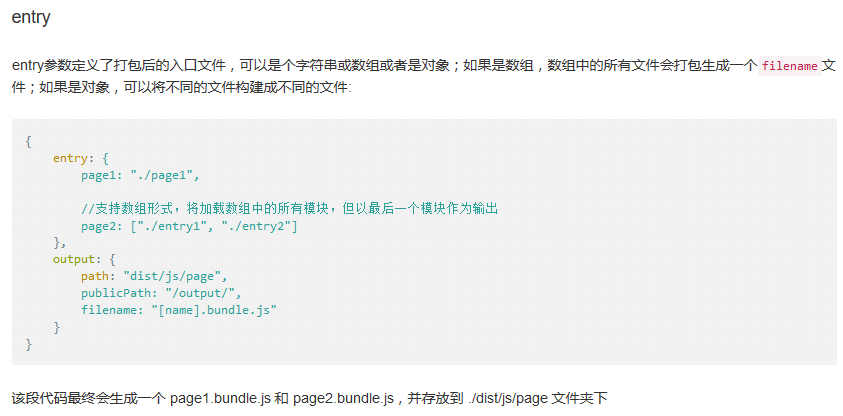 entry
entry参数定义了打包后的入口文件，可以是个字符串或数组或者是对象；如果是数组，数组中的所有文件会打包生成一个 filename 文
件；如果是对象，可以将不同的文件构建成不同的文件:
{
    entry: {
        page1: "./page1",
        //支持数组形式，将加载数组中的所有模块，但以最后一个模块作为输出
        page2: ["./entry1", "./entry2"]
    },
    output: {
        path: "dist/js/page",
        publicPath: "/output/",
        filename: "[name].bundle.js"
    }
}
该段代码最终会生成一个 page1.bundle.js 和 page2.bundle.js，并存放到 ./dist/js/page 文件夹下